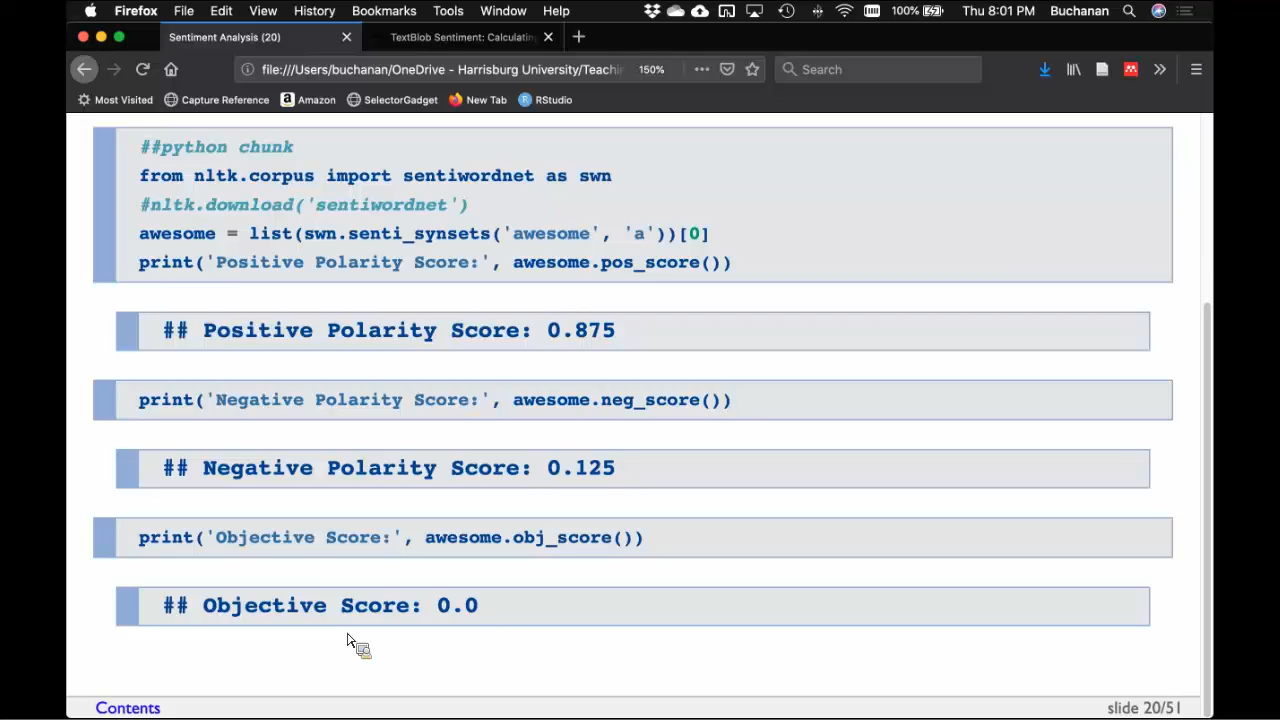 Firefox File Edit View History Bookmarks Tools Window Help 100% Thu 8:01 PM Buchanan
Sentiment Analysis (20) TextBlob Sentiment: Calculatin
file:///Users/buchanan/OneDrive - Harrisburg University/Teachin 150% Search
Most Visited Capture Reference Amazon SelectorGadget New Tab RStudio
##python chunk
from nltk.corpus import sentiwordnet as swn
#nltk.download('sentiwordnet')
awesome = list(swn.senti_synsets('awesome', 'a'))[0]
print('Positive Polarity Score:', awesome.pos_score())
## Positive Polarity Score: 0.875
print('Negative Polarity Score:', awesome.neg_score())
## Negative Polarity Score: 0.125
print('Objective Score:', awesome.obj_score())
## Objective Score: 0.0
Contents slide 20/51